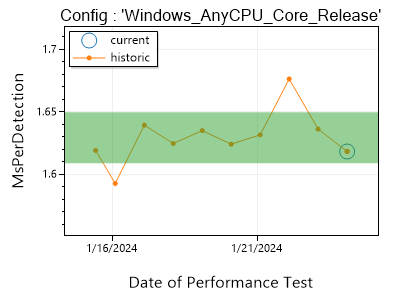 Config : 'Windows_AnyCPU_Core_Release'
current
historic
1.7
1.65
1.6
MsPerDetection
1/16/2024
1/21/2024
Date of Performance Test